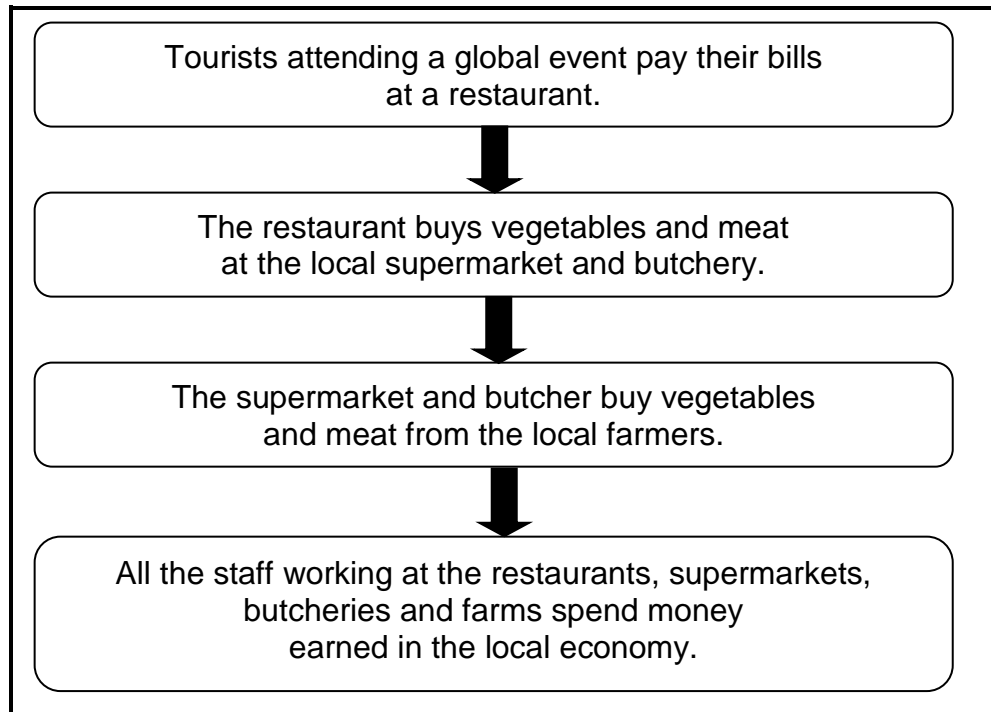 Tourists attending a global event pay their bills
at a restaurant.
The restaurant buys vegetables and meat
at the local supermarket and butchery.
The supermarket and butcher buy vegetables
and meat from the local farmers.
All the staff working at the restaurants, supermarkets,
butcheries and farms spend money
earned in the local economy.